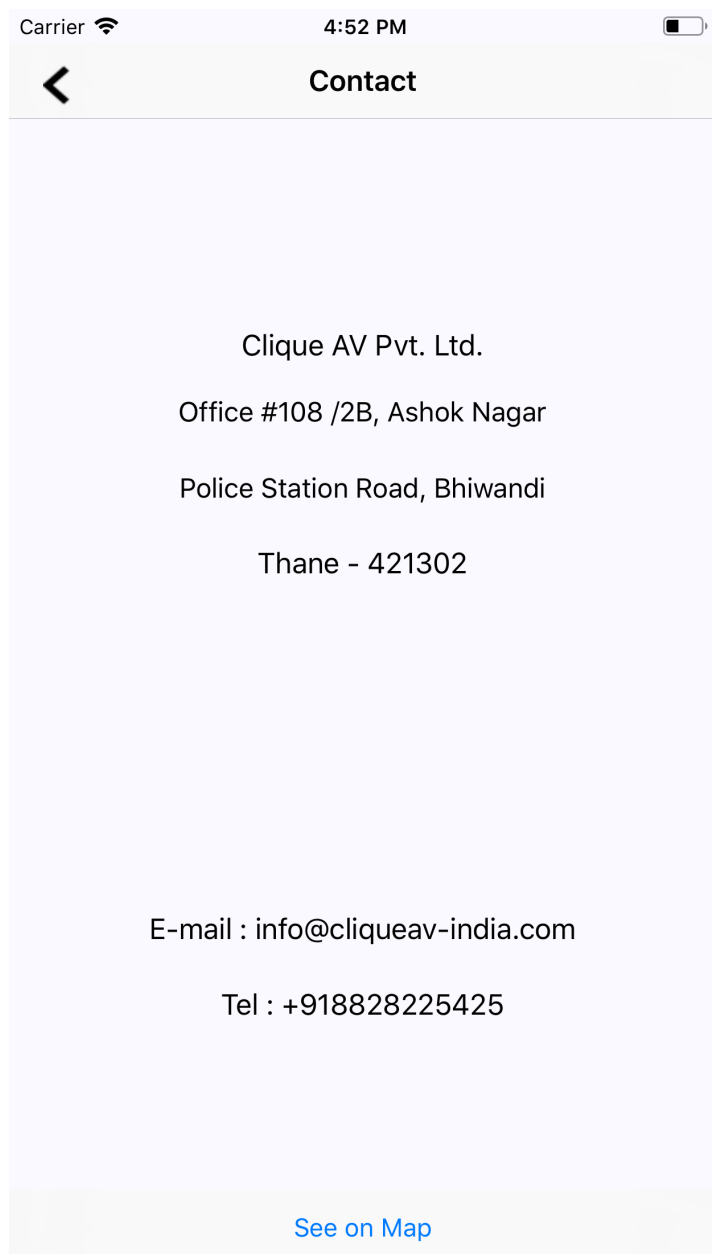 Carrier 4:52 PM
Contact
Clique AV Pvt. Ltd.
Office #108 /2B, Ashok Nagar
Police Station Road, Bhiwandi
Thane - 421302
E-mail : info@cliqueav-india.com
Tel : +918828225425
See on Map